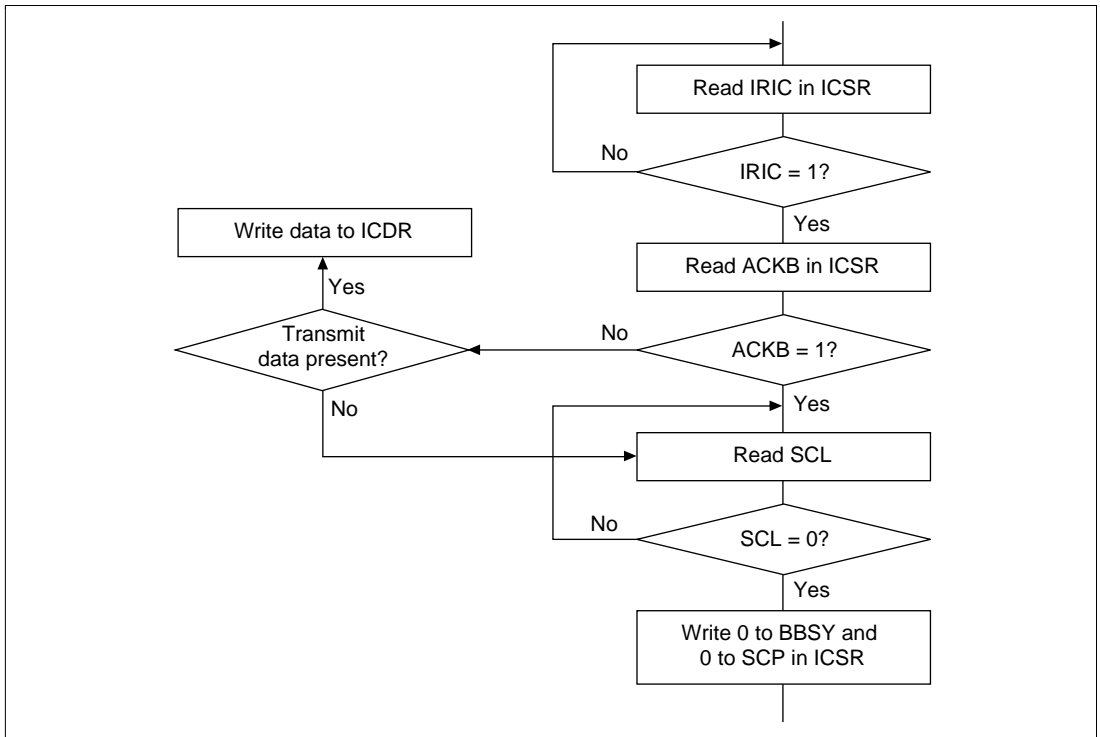 Read IRIC in ICSR
No
IRIC = 1?
Yes
Write data to ICDR
Read ACKB in ICSR
Yes
No
Transmit
data present?
ACKB = 1?
No
Yes
Read SCL
No
SCL = 0?
Yes
Write 0 to BBSY and
0 to SCP in ICSR